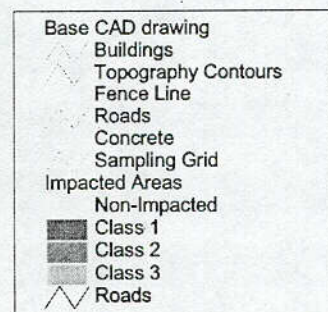 Base CAD drawing
Buildings
Topography Contours
Fence Line
Roads
Concrete
Sampling Grid
Impacted Areas
Non-Impacted
Class 1
Class 2
Class 3
Roads